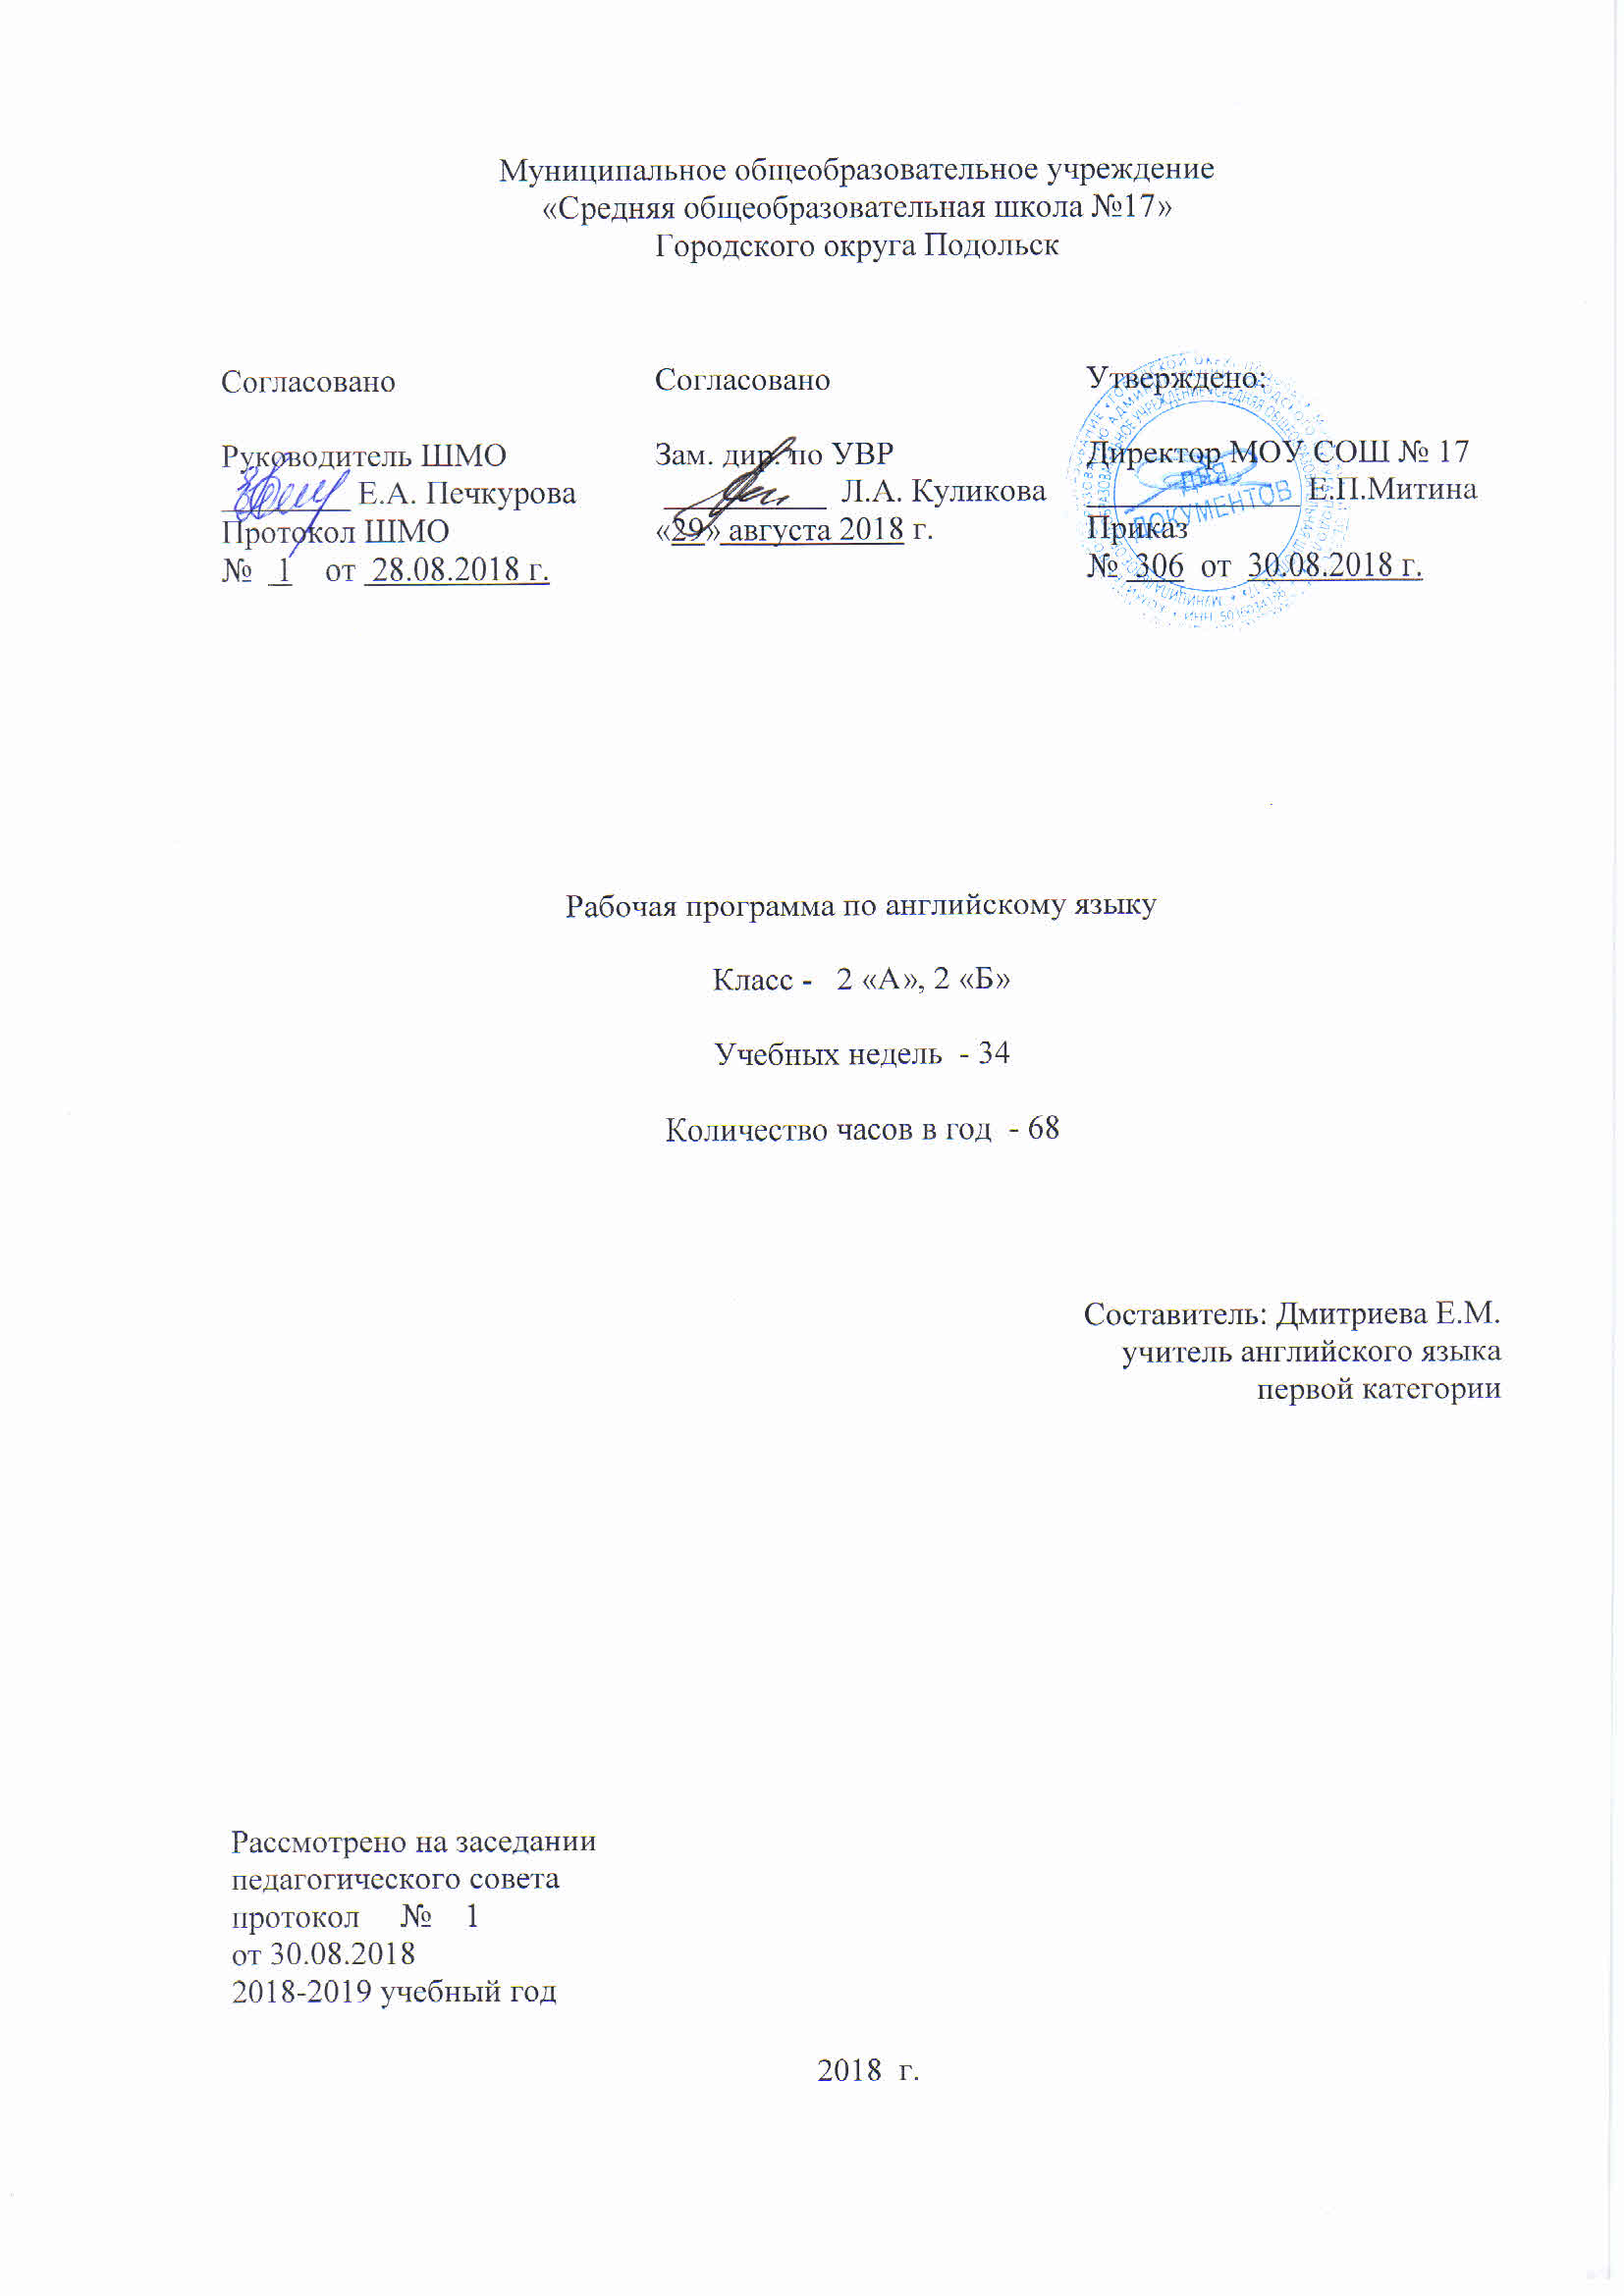 Муниципальное общеобразовательное учреждение
«Средняя общеобразовательная школа №17»
Городского округа Подольск
Согласовано
Руководитель ШМО
Е.А. Печкурова
Протокол ШМО
№ 1 от 28.08.2018 г.
Согласовано
Зам. дир. по УВР
Л.А. Куликова
«29» августа 2018 г.
Утверждено:
Директор МОУ СОШ № 17
Е.П.Митина
Приказ
№ 306 от 30.08.2018 г.
ДЛЯ
ДОКУМЕНТОВ
Рабочая программа по английскому языку
Класс - 2 «А», 2 «Б»
Учебных недель - 34
Количество часов в год - 68
Составитель: Дмитриева Е.М.
учитель английского языка
первой категории
Рассмотрено на заседании
педагогического совета
протокол № 1
от 30.08.2018
2018-2019 учебный год
2018 г.